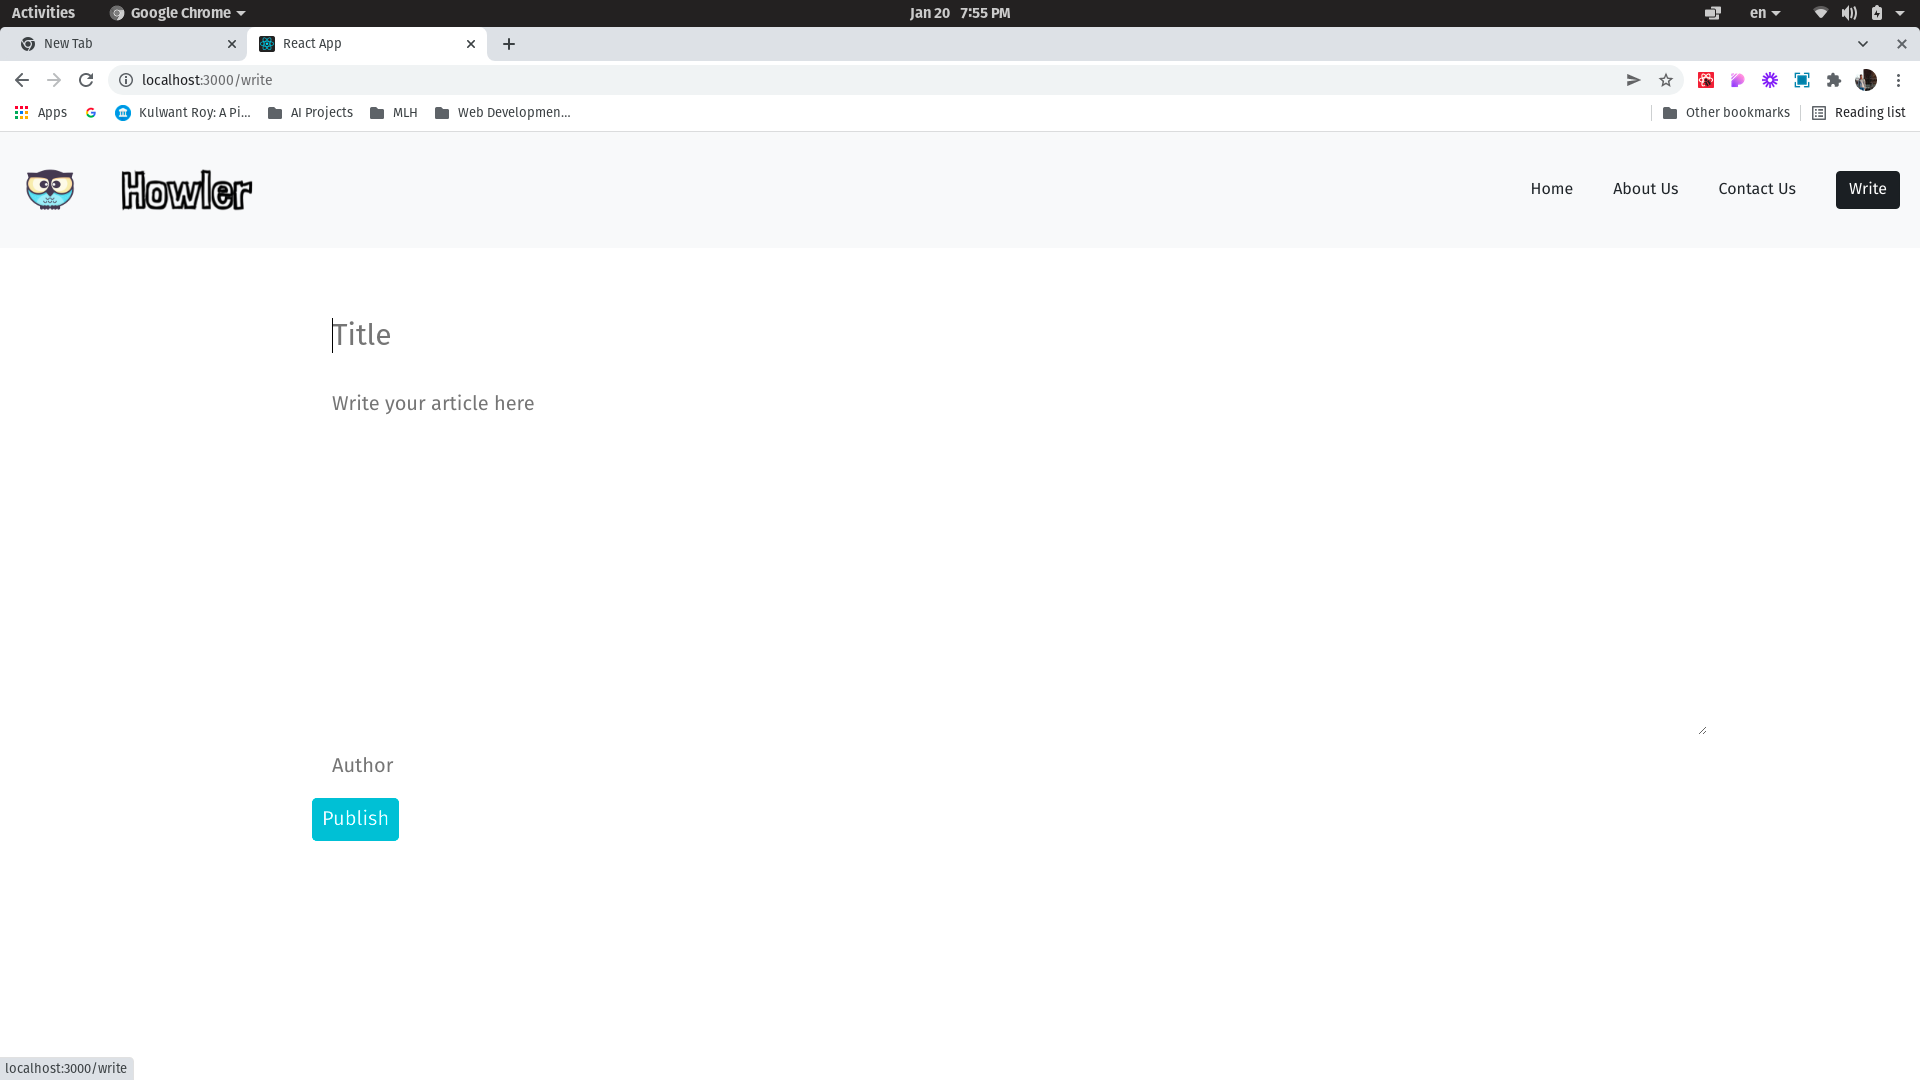 Activities Google Chrome Jan 20 7:55 PM en
New Tab React App
localhost:3000/write
Apps Kulwant Roy: A Pi... AI Projects MLH Web Developmen... Other bookmarks Reading list
Howler Home About Us Contact Us Write
Title
Write your article here
Author
Publish
localhost:3000/write